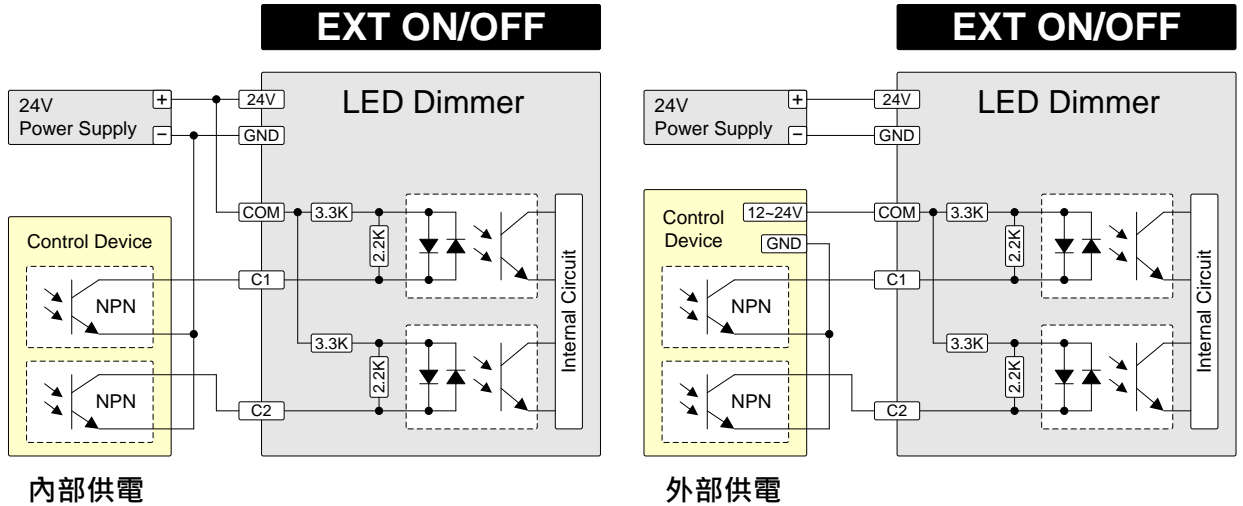 EXT ON/OFF
24V
Power Supply
+
−
24V
GND
LED Dimmer
COM
3.3K
2.2K
Control Device
NPN
C1
3.3K
2.2K
NPN
C2
Internal Circuit
內部供電
EXT ON/OFF
24V
Power Supply
+
−
24V
GND
LED Dimmer
Control
Device
12~24V
GND
COM
3.3K
2.2K
NPN
C1
3.3K
2.2K
NPN
C2
Internal Circuit
外部供電